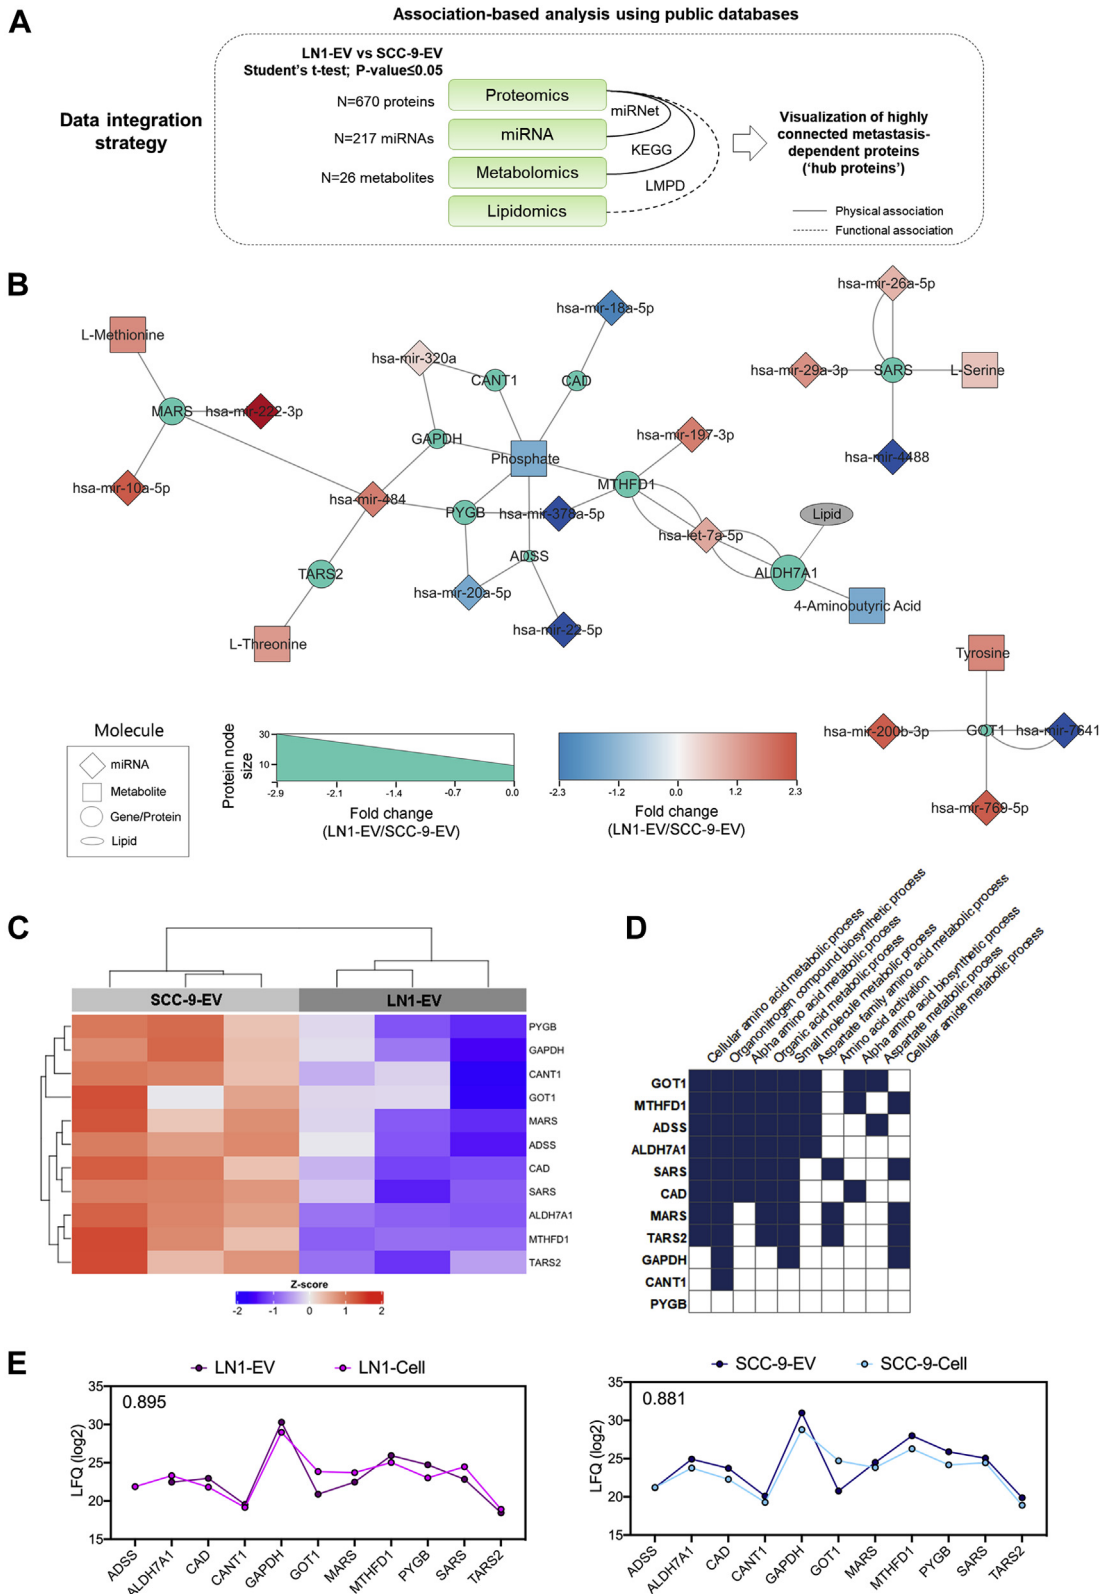 A
Association-based analysis using public databases
LN1-EV vs SCC-9-EV
Student's t-test; P-value≤0.05
Data integration
strategy
N=670 proteins
N=217 miRNAs
N=26 metabolites
Proteomics
miRNA
Metabolomics
Lipidomics
miRNet
KEGG
LMPD
Visualization of highly
connected metastasis-
dependent proteins
('hub proteins')
Physical association
Functional association
B
hsa-mir-26a-5p
hsa-mir-18a-5p
L-Methionine
hsa-mir-320a
CANT1
CAD
hsa-mir-29a-3p
SARS
L-Serine
MARS
hsa-mir-222-3p
GAPDH
hsa-mir-197-3p
Phosphate
hsa-mir-4488
hsa-mir-10a-5p
hsa-mir-484
MTHFD1
PYGB
hsa-mir-378a-5p
Lipid
hsa-let-7a-5p
ADSS
TARS2
ALDH7A1
hsa-mir-20a-5p
4-Aminobutyric Acid
hsa-mir-22-5p
L-Threonine
Tyrosine
hsa-mir-200b-3p
GOT1
hsa-mir-7641
hsa-mir-769-5p
Molecule
miRNA
Metabolite
Gene/Protein
Lipid
Protein node
size
30
10
-2.9
-2.1
-1.4
-0.7
0.0
Fold change
(LN1-EV/SCC-9-EV)
-2.3
-1.2
0.0
1.2
2.3
Fold change
(LN1-EV/SCC-9-EV)
C
SCC-9-EV
LN1-EV
PYGB
GAPDH
CANT1
GOT1
MARS
ADSS
CAD
SARS
ALDH7A1
MTHFD1
TARS2
Z-score
-2
-1
0
1
2
D
Cellular amino acid metabolic process
Organonitrogen compound biosynthetic process
Alpha amino acid metabolic process
Organic acid metabolic process
Small molecule metabolic process
Aspartate family amino acid metabolic process
Amino acid activation
Alpha amino acid biosynthetic process
Aspartate metabolic process
Cellular amide metabolic process
GOT1
MTHFD1
ADSS
ALDH7A1
SARS
CAD
MARS
TARS2
GAPDH
CANT1
PYGB
E
LN1-EV
LN1-Cell
0.895
LFQ (log2)
35
30
25
20
15
ADSS
ALDH7A1
CAD
CANT1
GAPDH
GOT1
MARS
MTHFD1
PYGB
SARS
TARS2
SCC-9-EV
SCC-9-Cell
0.881
LFQ (log2)
35
30
25
20
15
ADSS
ALDH7A1
CAD
CANT1
GAPDH
GOT1
MARS
MTHFD1
PYGB
SARS
TARS2